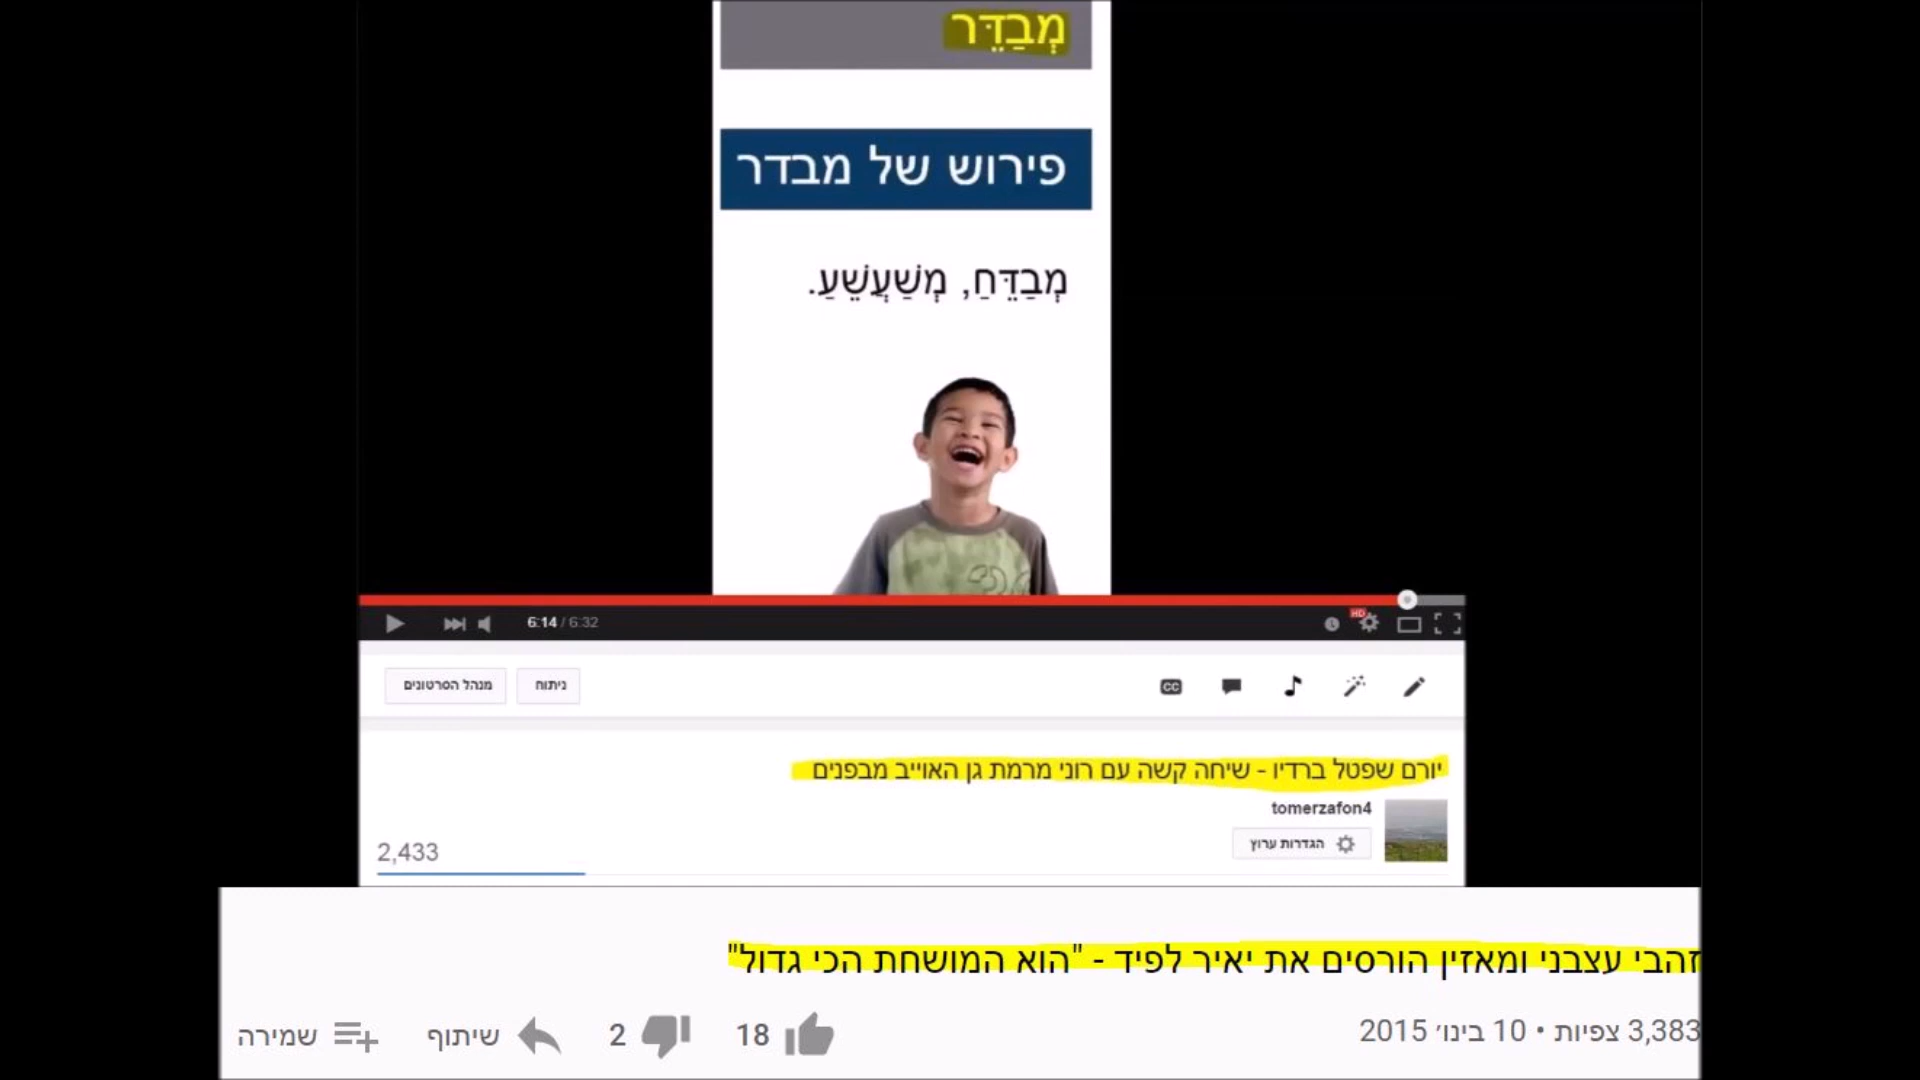 מְבַדֵּר
פירוש של מבדר
מְבַדֵּחַ, מְשַׁעֲשֵׁעַ.
6:14 / 6:32
HD
מנהל הסרטונים
ניתוח
CC
יורם שפטל ברדיו - שיחה קשה עם רוני מרמת גן האוייב מבפנים
tomerzafon4
הגדרות ערוץ
2,433
זהבי עצבני ומאזין הורסים את יאיר לפיד - "הוא המושחת הכי גדול"
3,383 צפיות • 10 בינו׳ 2015
18
2
שיתוף
שמירה